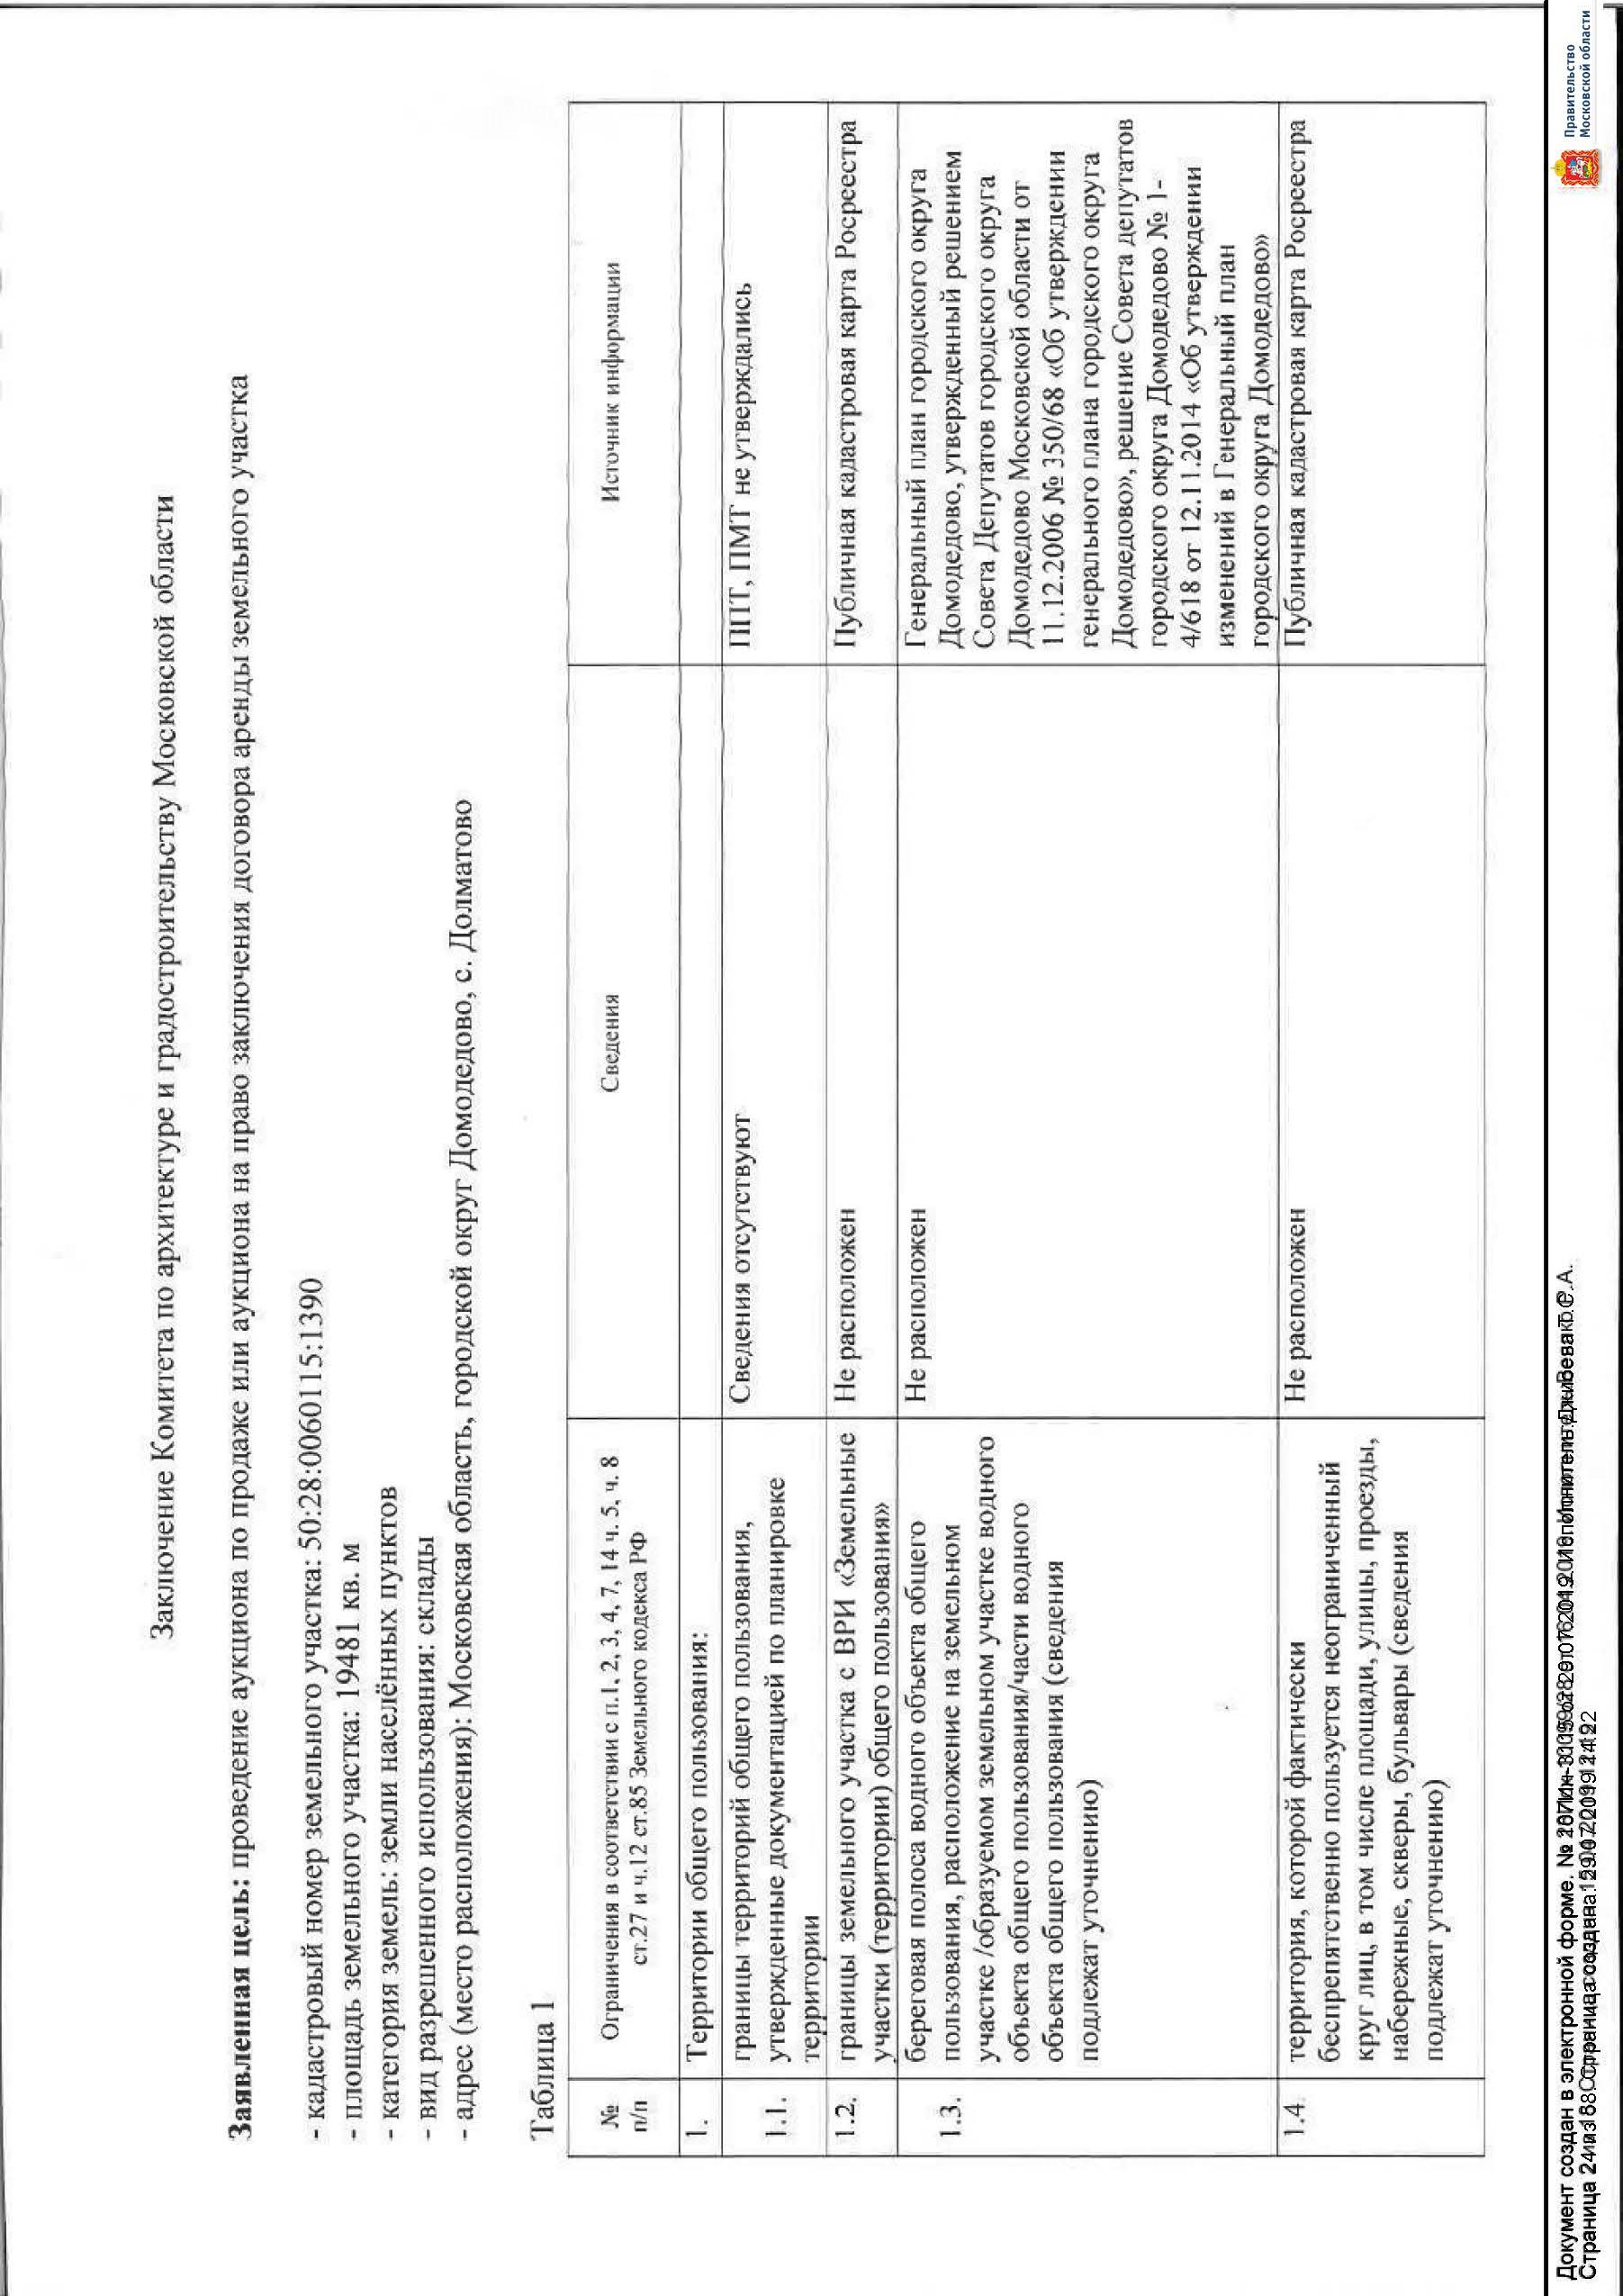 Заключение Комитета по архитектуре и градостроительству Московской области
Заявленная цель: проведение аукциона по продаже или аукциона на право заключения договора аренды земельного участка
- кадастровый номер земельного участка: 50:28:0060115:1390
- площадь земельного участка: 19481 кв. м
- категория земель: земли населённых пунктов
- вид разрешенного использования: склады
- адрес (место расположения): Московская область, городской округ Домодедово, с. Долматово
Таблица 1
№
п/п
Ограничения в соответствии с п.1, 2, 3, 4, 7, 14 ч. 5, ч. 8
ст.27 и ч.12 ст.85 Земельного кодекса РФ
Сведения
Источник информации
1.
Территории общего пользования:
1.1.
границы территорий общего пользования,
утвержденные документацией по планировке
территории
Сведения отсутствуют
ППТ, ПМТ не утверждались
1.2.
границы земельного участка с ВРИ «Земельные
участки (территории) общего пользования»
Не расположен
Публичная кадастровая карта Росреестра
1.3.
береговая полоса водного объекта общего
пользования, расположение на земельном
участке /образуемом земельном участке водного
объекта общего пользования/части водного
объекта общего пользования (сведения
подлежат уточнению)
Не расположен
Генеральный план городского округа
Домодедово, утвержденный решением
Совета Депутатов городского округа
Домодедово Московской области от
11.12.2006 № 350/68 «Об утверждении
генерального плана городского округа
Домодедово», решение Совета депутатов
городского округа Домодедово № 1-
4/618 от 12.11.2014 «Об утверждении
изменений в Генеральный план
городского округа Домодедово»
1.4.
территория, которой фактически
беспрепятственно пользуется неограниченный
круг лиц, в том числе площади, улицы, проезды,
набережные, скверы, бульвары (сведения
подлежат уточнению)
Не расположен
Публичная кадастровая карта Росреестра
Документ создан в электронной форме. №
Страница
Правительство
Московской области